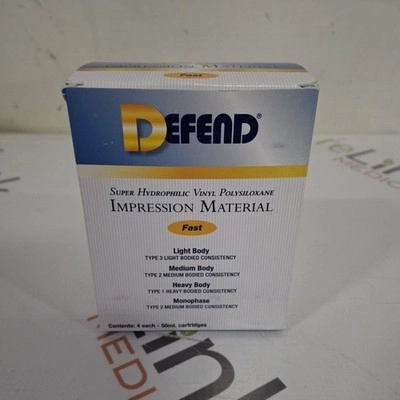 IMPRESSION MATERIAL
Fast
DEFEND®
SUPER HYDROPHILIC VINYL POLYSILOXANE
IMPRESSION MATERIAL
Fast
Light Body
TYPE 3 LIGHT BODIED CONSISTENCY
Medium Body
TYPE 2 MEDIUM BODIED CONSISTENCY
Heavy Body
TYPE 1 HEAVY BODIED CONSISTENCY
Monophase
TYPE 2 MEDIUM BODIED CONSISTENCY
Contents: 4 each - 50mL cartridges